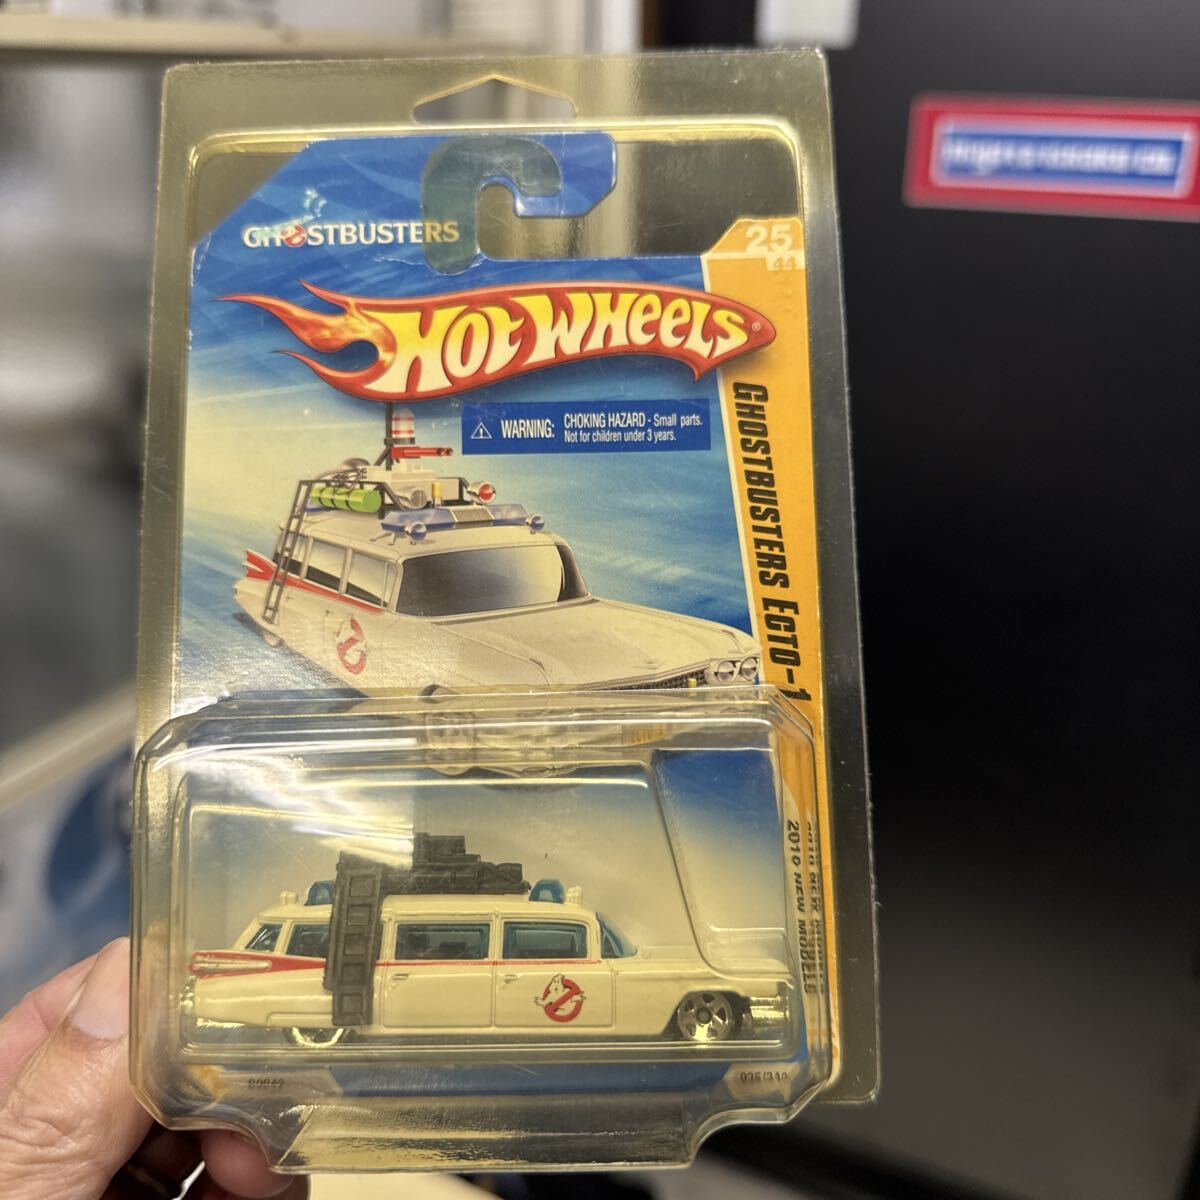 GHOSTBUSTERS
25
44
HOT WHEELS®
WARNING: CHOKING HAZARD - Small parts.
Not for children under 3 years.
GHOSTBUSTERS ECTO-1
2010 NEW MODELS